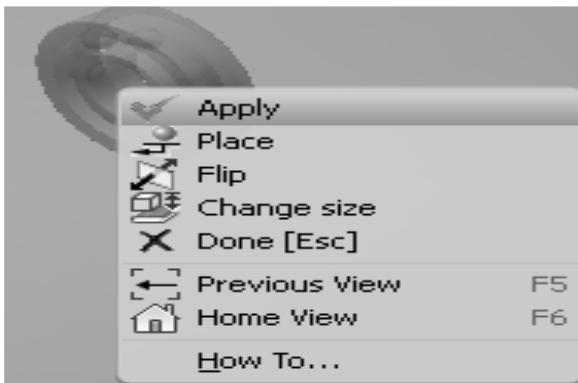 Apply
Place
Flip
Change size
Done [Esc]
Previous View F5
Home View F6
How To...